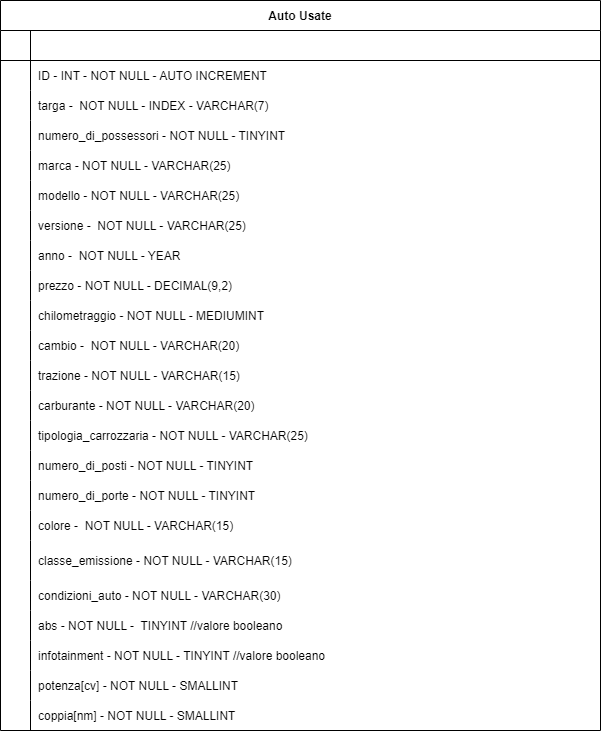 Auto Usate
ID - INT - NOT NULL - AUTO INCREMENT
targa -  NOT NULL - INDEX - VARCHAR(7)
numero_di_possessori - NOT NULL - TINYINT
marca - NOT NULL - VARCHAR(25)
modello - NOT NULL - VARCHAR(25)
versione -  NOT NULL - VARCHAR(25)
anno -  NOT NULL - YEAR
prezzo - NOT NULL - DECIMAL(9,2)
chilometraggio - NOT NULL - MEDIUMINT
cambio -  NOT NULL - VARCHAR(20)
trazione - NOT NULL - VARCHAR(15)
carburante - NOT NULL - VARCHAR(20)
tipologia_carrozzaria - NOT NULL - VARCHAR(25)
numero_di_posti - NOT NULL - TINYINT
numero_di_porte - NOT NULL - TINYINT
colore -  NOT NULL - VARCHAR(15)
classe_emissione - NOT NULL - VARCHAR(15)
condizioni_auto - NOT NULL - VARCHAR(30)
abs - NOT NULL -  TINYINT //valore booleano
infotainment - NOT NULL - TINYINT //valore booleano
potenza[cv] - NOT NULL - SMALLINT
coppia[nm] - NOT NULL - SMALLINT